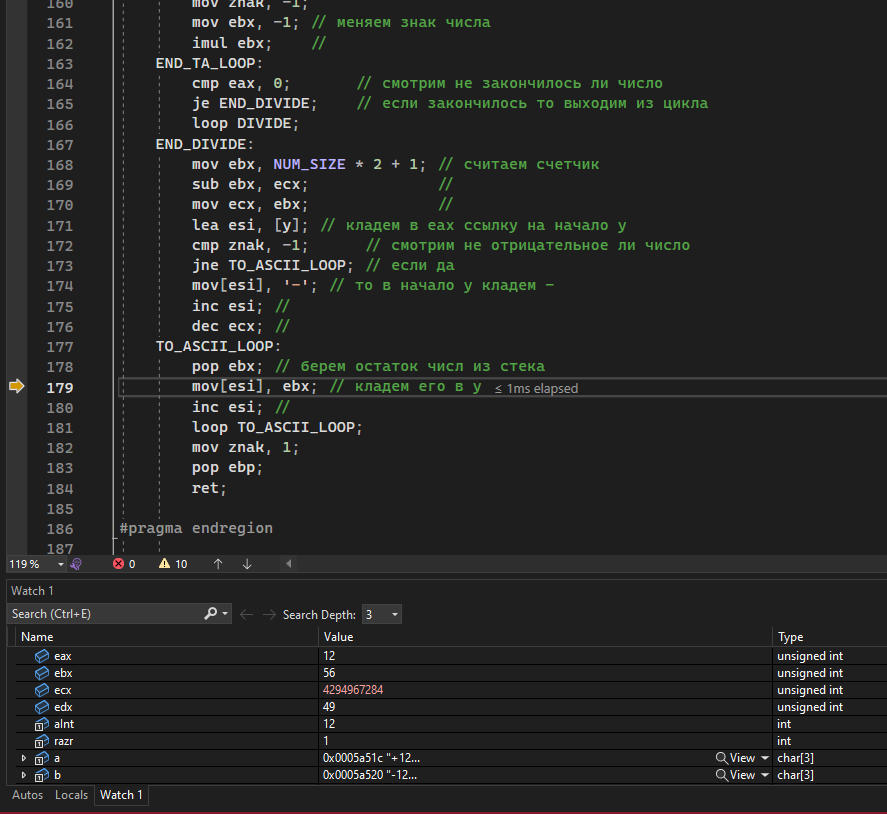 160 mov znak, -1;
161 mov ebx, -1; // меняем знак числа
162 imul ebx; //
163 END_TA_LOOP:
164 cmp eax, 0; // смотрим не закончилось ли число
165 je END_DIVIDE; // если закончилось то выходим из цикла
166 loop DIVIDE;
167 END_DIVIDE:
168 mov ebx, NUM_SIZE * 2 + 1; // считаем счетчик
169 sub ebx, ecx; //
170 mov ecx, ebx; //
171 lea esi, [y]; // кладем в еах ссылку на начало y
172 cmp znak, -1; // смотрим не отрицательное ли число
173 jne TO_ASCII_LOOP; // если да
174 mov[esi], '-'; // то в начало y кладем -
175 inc esi; //
176 dec ecx; //
177 TO_ASCII_LOOP:
178 pop ebx; // берем остаток числ из стека
179 mov[esi], ebx; // кладем его в y ≤ 1ms elapsed
180 inc esi; //
181 loop TO_ASCII_LOOP;
182 mov znak, 1;
183 pop ebp;
184 ret;
185
186 #pragma endregion
187
119 % 0 10
Watch 1
Search (Ctrl+E) Search Depth: 3
Name Value Type
eax 12 unsigned int
ebx 56 unsigned int
ecx 4294967284 unsigned int
edx 49 unsigned int
aInt 12 int
razr 1 int
a 0x0005a51c "+12... View char[3]
b 0x0005a520 "-12... View char[3]
Autos Locals Watch 1